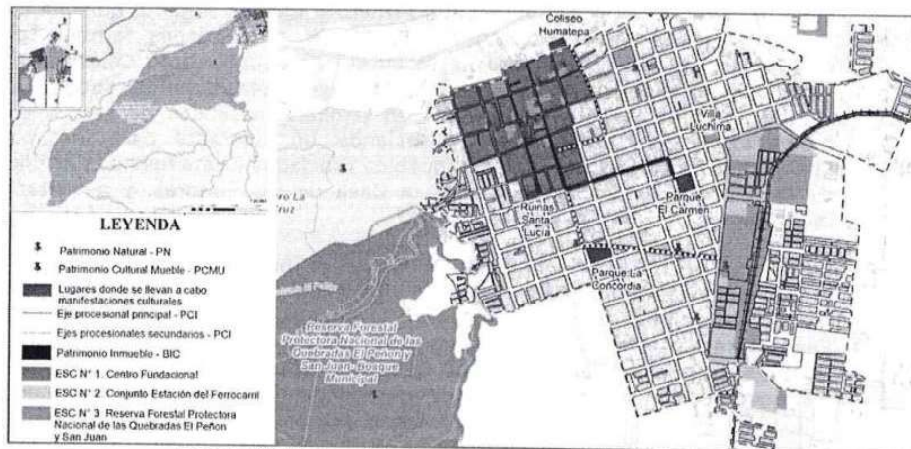 Coliseo
Humatepa
Villa
Luchima
Parque
El Carmen
Ruinas
Santa
Lucia
Parque La
Concordia
Reserva Forestal
Protectora Nacional de las
Quebradas El Peñon y
San Juan- Bosque
Municipal
LEYENDA
Patrimonio Natural - PN
Patrimonio Cultural Mueble - PCMU
Lugares donde se llevan a cabo
manifestaciones culturales
Eje procesional principal - PCI
Ejes procesionales secundarios - PCI
Patrimonio Inmueble - BIC
ESC N° 1. Centro Fundacional
ESC N° 2. Conjunto Estación del Ferrocarril
ESC N° 3. Reserva Forestal Protectora
Nacional de las Quebradas El Peñon
y San Juan